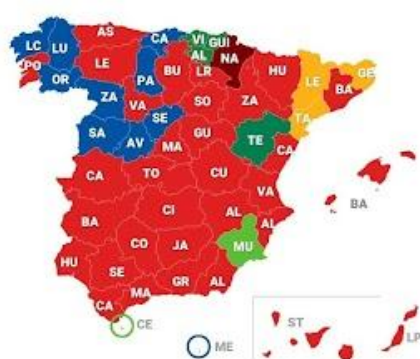 LC LU AS CA VI GUI
PO OR LE PA BU AL LR NA HU LE GE
ZA VA SO ZA BA
SA AV SE GU TA
MA TE CA
CA TO CU VA BA
BA CI AL AL
HU CO JA MU
SE GR AL
CA MA
CE ST LP
ME